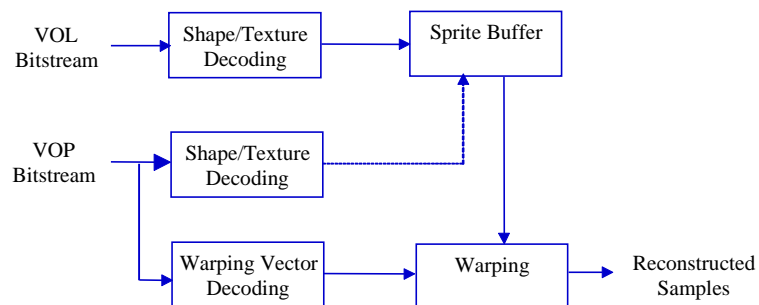 VOL
Bitstream
Shape/Texture
Decoding
Sprite Buffer
VOP
Bitstream
Shape/Texture
Decoding
Warping Vector
Decoding
Warping
Reconstructed
Samples